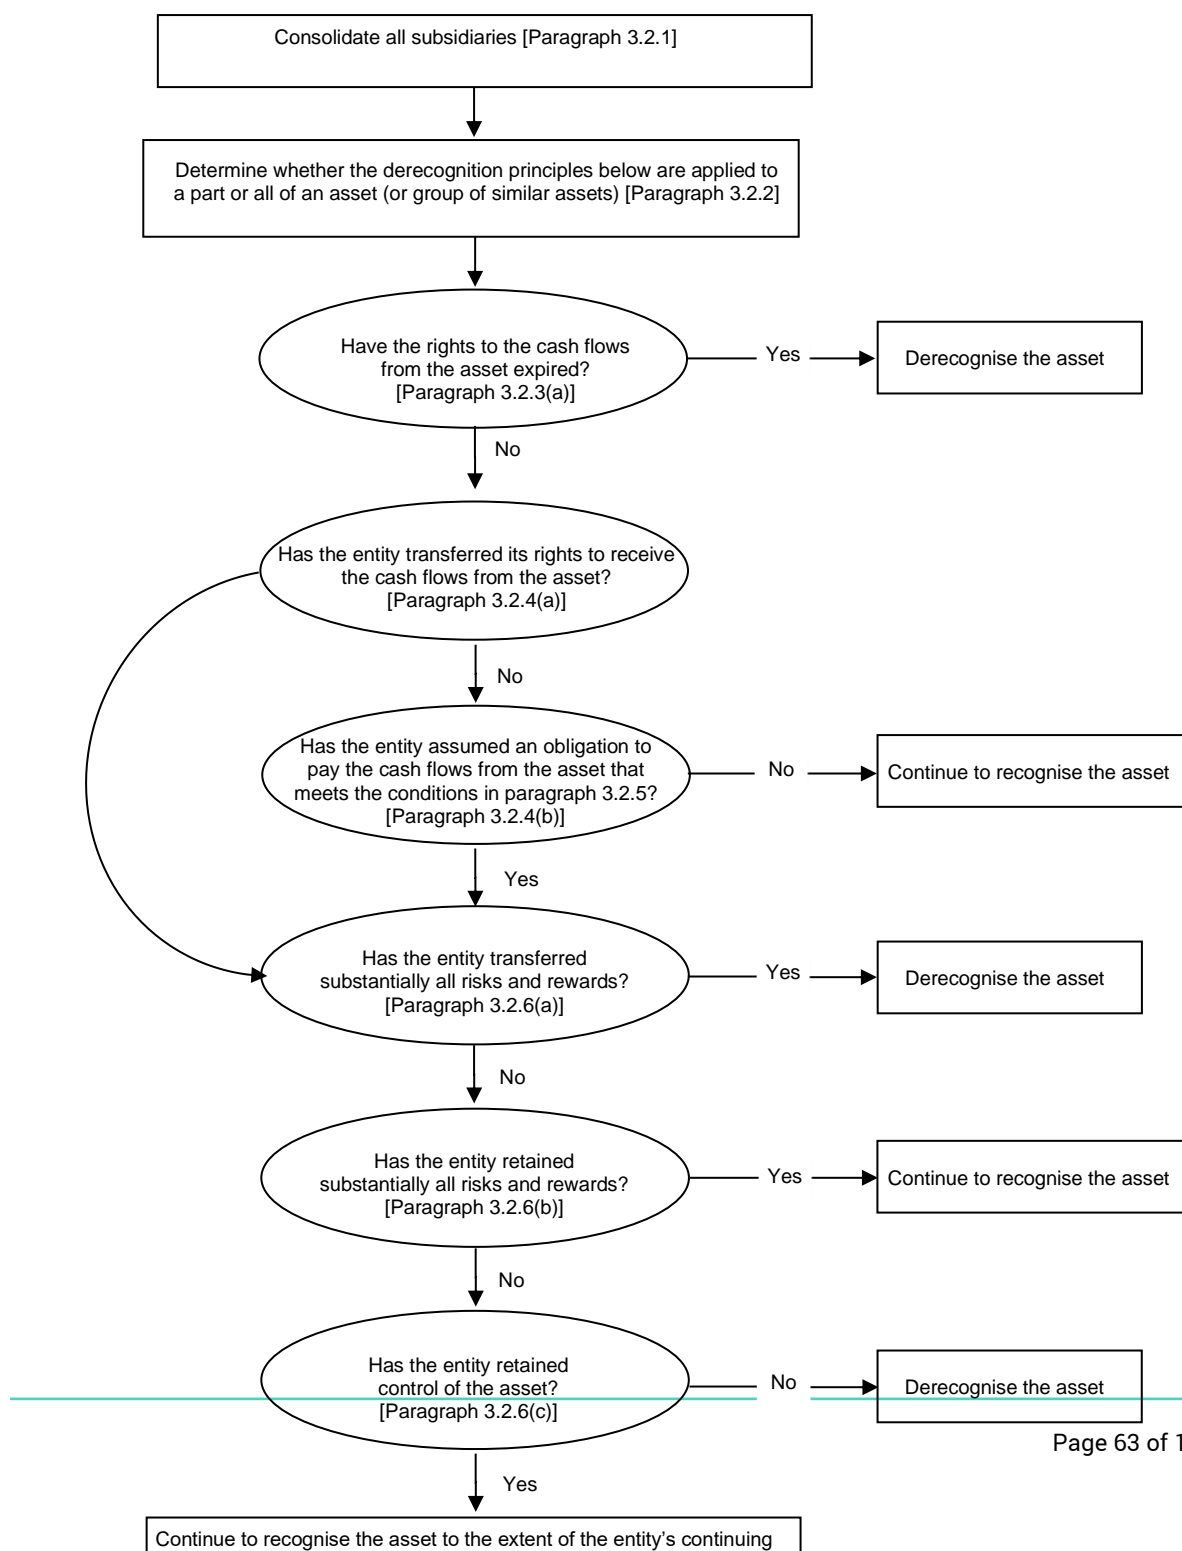 Consolidate all subsidiaries [Paragraph 3.2.1]
Determine whether the derecognition principles below are applied to
a part or all of an asset (or group of similar assets) [Paragraph 3.2.2]
Have the rights to the cash flows
from the asset expired?
[Paragraph 3.2.3(a)]
Yes
Derecognise the asset
No
Has the entity transferred its rights to receive
the cash flows from the asset?
[Paragraph 3.2.4(a)]
No
Has the entity assumed an obligation to
pay the cash flows from the asset that
meets the conditions in paragraph 3.2.5?
[Paragraph 3.2.4(b)]
No
Continue to recognise the asset
Yes
Has the entity transferred
substantially all risks and rewards?
[Paragraph 3.2.6(a)]
Yes
Derecognise the asset
No
Has the entity retained
substantially all risks and rewards?
[Paragraph 3.2.6(b)]
Yes
Continue to recognise the asset
No
Has the entity retained
control of the asset?
[Paragraph 3.2.6(c)]
No
Derecognise the asset
Page 63 of 1
Yes
Continue to recognise the asset to the extent of the entity's continuing